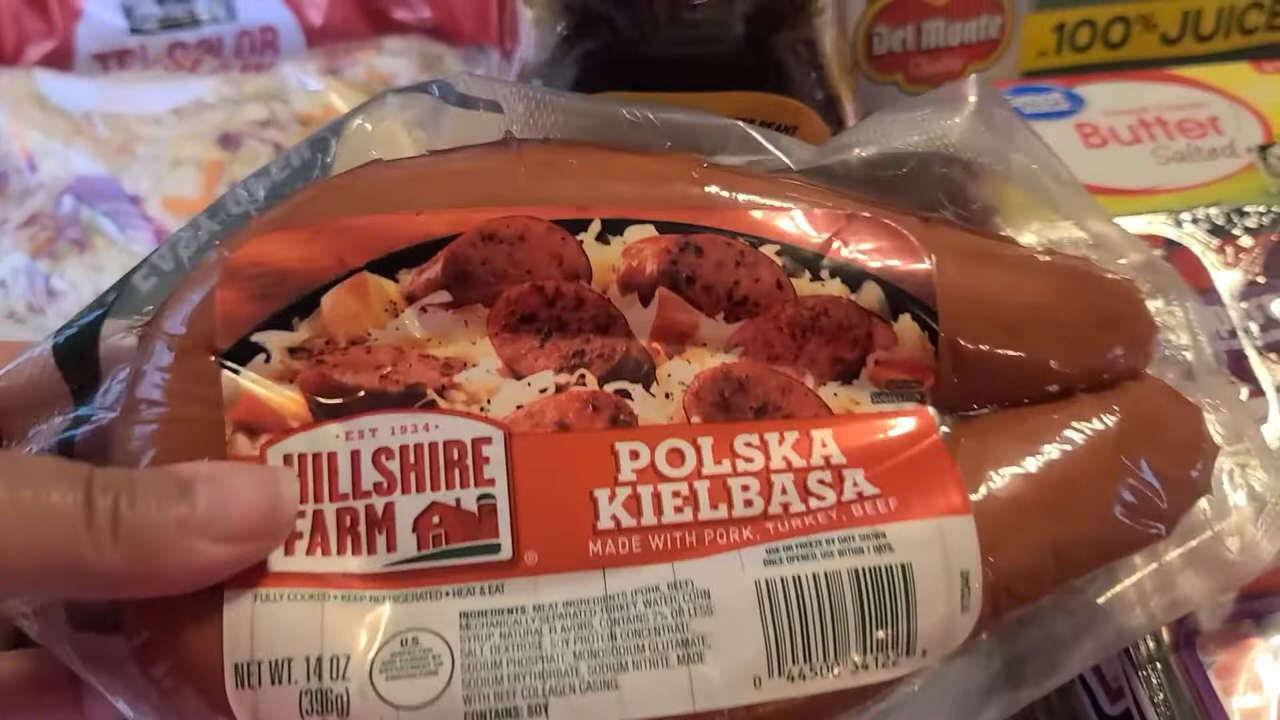 TRI-COLOR
Del Monte
100% JUICE
Butter
Salted
EST 1934
HILLSHIRE
FARM
®
POLSKA
KIELBASA
MADE WITH PORK, TURKEY, BEEF
USE OR FREEZE BY DATE SHOWN
ONCE OPENED, USE WITHIN 7 DAYS.
FULLY COOKED • KEEP REFRIGERATED • HEAT & EAT
NET WT. 14 OZ
(396g)
U.S.
INGREDIENTS: MEAT INGREDIENTS (PORK, BEEF),
MECHANICALLY SEPARATED TURKEY, WATER, CORN
SYRUP, NATURAL FLAVORS, CONTAINS 2% OR LESS:
SALT, DEXTROSE, SOY PROTEIN CONCENTRATE,
SODIUM PHOSPHATE, MONOSODIUM GLUTAMATE,
SODIUM ERYTHORBATE, SODIUM NITRITE. MADE
WITH BEEF COLLAGEN CASING.
CONTAINS: SOY